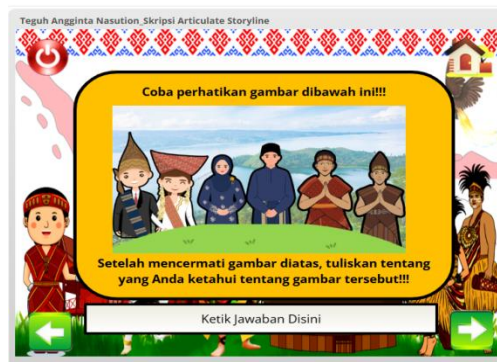 Teguh Angginta Nasution_Skripsi Articulate Storyline
Coba perhatikan gambar dibawah ini!!!
Setelah mencermati gambar diatas, tuliskan tentang
yang Anda ketahui tentang gambar tersebut!!!
Ketik Jawaban Disini